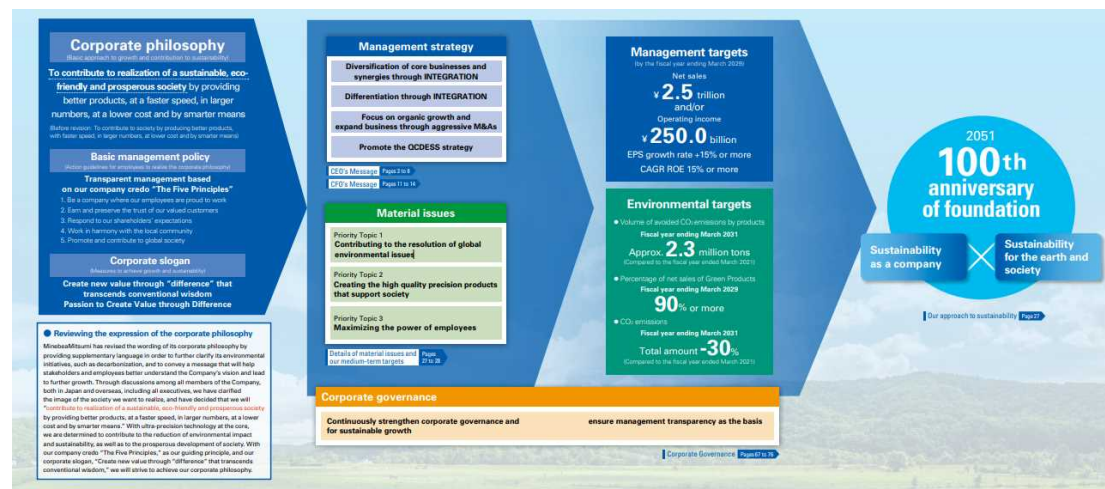 Corporate philosophy
(Basic approach to growth and contribution to sustainability)
To contribute to realization of a sustainable, eco-
friendly and prosperous society by providing
better products, at a faster speed, in larger
numbers, at a lower cost and by smarter means
(Before revision: To contribute to society by producing better products,
with faster speed, in larger numbers, at lower cost and by smarter means)
Basic management policy
(Action guidelines for employees to realize the corporate philosophy)
Transparent management based
on our company credo "The Five Principles"
1. Be a company where our employees are proud to work
2. Earn and preserve the trust of our valued customers
3. Respond to our shareholders' expectations
4. Work in harmony with the local community
5. Promote and contribute to global society
Corporate slogan
(Measures to achieve growth and sustainability)
Create new value through "difference" that
transcends conventional wisdom
Passion to Create Value through Difference
● Reviewing the expression of the corporate philosophy
MinebeaMitsumi has revised the wording of its corporate philosophy by
providing supplementary language in order to further clarify its environmental
initiatives, such as decarbonization, and to convey a message that will help
stakeholders and employees better understand the Company's vision and lead
to further growth. Through discussions among all members of the Company,
both in Japan and overseas, including all executives, we have clarified
the image of the society we want to realize, and have decided that we will
"contribute to realization of a sustainable, eco-friendly and prosperous society
by providing better products, at a faster speed, in larger numbers, at a lower
cost and by smarter means." With ultra-precision technology at the core,
we are determined to contribute to the reduction of environmental impact
and sustainability, as well as to the prosperous development of society. With
our company credo "The Five Principles," as our guiding principle, and our
corporate slogan, "Create new value through "difference" that transcends
conventional wisdom," we will strive to achieve our corporate philosophy.
Management strategy
Diversification of core businesses and
synergies through INTEGRATION
Differentiation through INTEGRATION
Focus on organic growth and
expand business through aggressive M&As
Promote the QCDESS strategy
CEO's Message Pages 3 to 8
CFO's Message Pages 11 to 14
Material issues
Priority Topic 1
Contributing to the resolution of global
environmental issues
Priority Topic 2
Creating the high quality precision products
that support society
Priority Topic 3
Maximizing the power of employees
Details of material issues and Pages
our medium-term targets 27 to 28
Management targets
(by the fiscal year ending March 2029)
Net sales
¥ 2.5 trillion
and/or
Operating income
¥ 250.0 billion
EPS growth rate +15% or more
CAGR ROE 15% or more
Environmental targets
● Volume of avoided CO₂ emissions by products
Fiscal year ending March 2031
Approx. 2.3 million tons
(Compared to the fiscal year ended March 2021)
● Percentage of net sales of Green Products
Fiscal year ending March 2029
90% or more
● CO₂ emissions
Fiscal year ending March 2031
Total amount -30%
(Compared to the fiscal year ended March 2021)
Corporate governance
Continuously strengthen corporate governance and ensure management transparency as the basis
for sustainable growth
Corporate Governance Pages 67 to 76
2051
100th
anniversary
of foundation
Sustainability
as a company
Sustainability
for the earth and
society
Our approach to sustainability Page 27